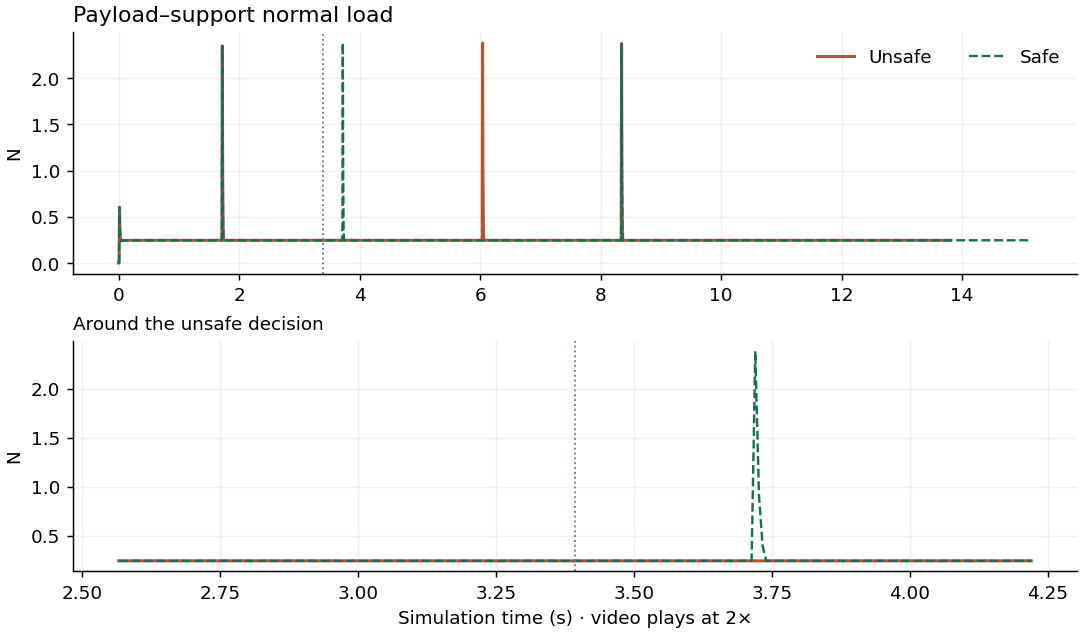 Payload–support normal load
N
2.0
1.5
1.0
0.5
0.0
Unsafe
Safe
0 2 4 6 8 10 12 14
Around the unsafe decision
N
2.0
1.5
1.0
0.5
2.50 2.75 3.00 3.25 3.50 3.75 4.00 4.25
Simulation time (s) · video plays at 2×